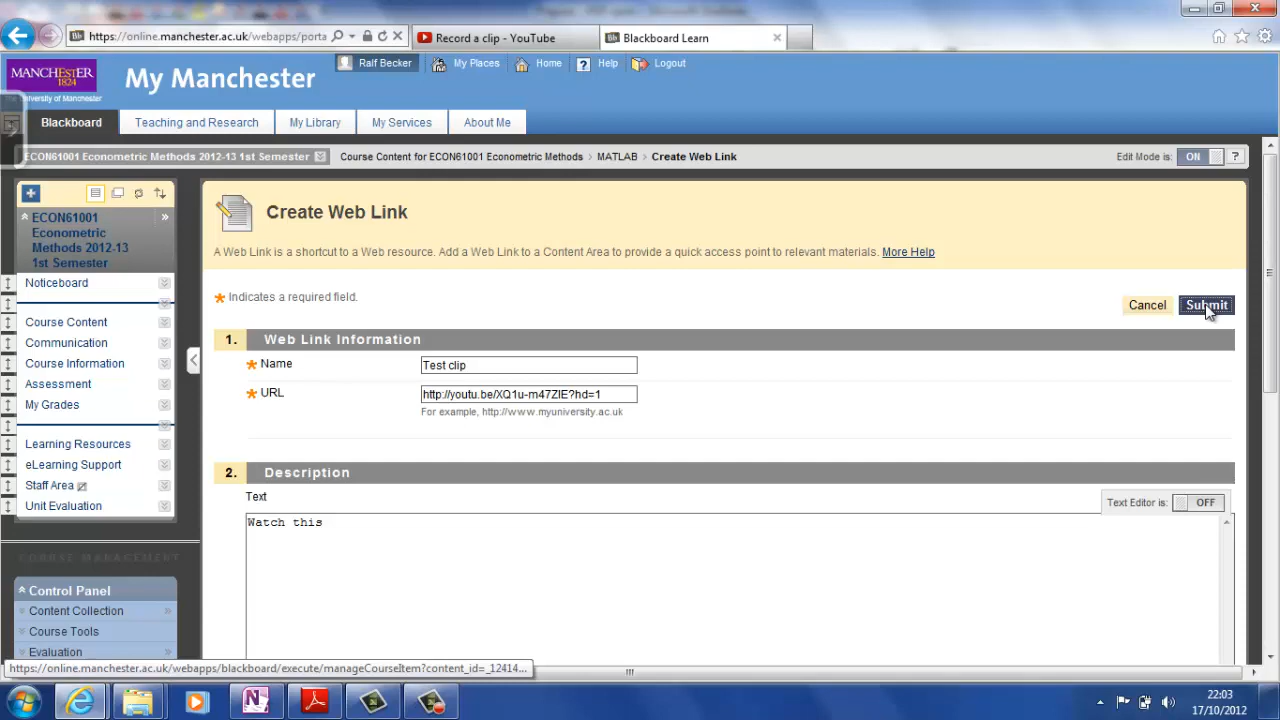 https://online.manchester.ac.uk/webapps/porta
Record a clip - YouTube
Blackboard Learn
MANCHESTER
1824
The University of Manchester
My Manchester
Ralf Becker
My Places
Home
Help
Logout
Blackboard
Teaching and Research
My Library
My Services
About Me
ECON61001 Econometric Methods 2012-13 1st Semester
Course Content for ECON61001 Econometric Methods > MATLAB > Create Web Link
Edit Mode is: ON ?
ECON61001
Econometric
Methods 2012-13
1st Semester
Noticeboard
Course Content
Communication
Course Information
Assessment
My Grades
Learning Resources
eLearning Support
Staff Area
Unit Evaluation
COURSE MANAGEMENT
Control Panel
Content Collection
Course Tools
Evaluation
Create Web Link
A Web Link is a shortcut to a Web resource. Add a Web Link to a Content Area to provide a quick access point to relevant materials. More Help
* Indicates a required field.
Cancel
Submit
1. Web Link Information
* Name
Test clip
* URL
http://youtu.be/XQ1u-m47ZIE?hd=1
For example, http://www.myuniversity.ac.uk
2. Description
Text
Text Editor is: OFF
Watch this
https://online.manchester.ac.uk/webapps/blackboard/execute/manageCourseItem?content_id=_12414...
22:03
17/10/2012